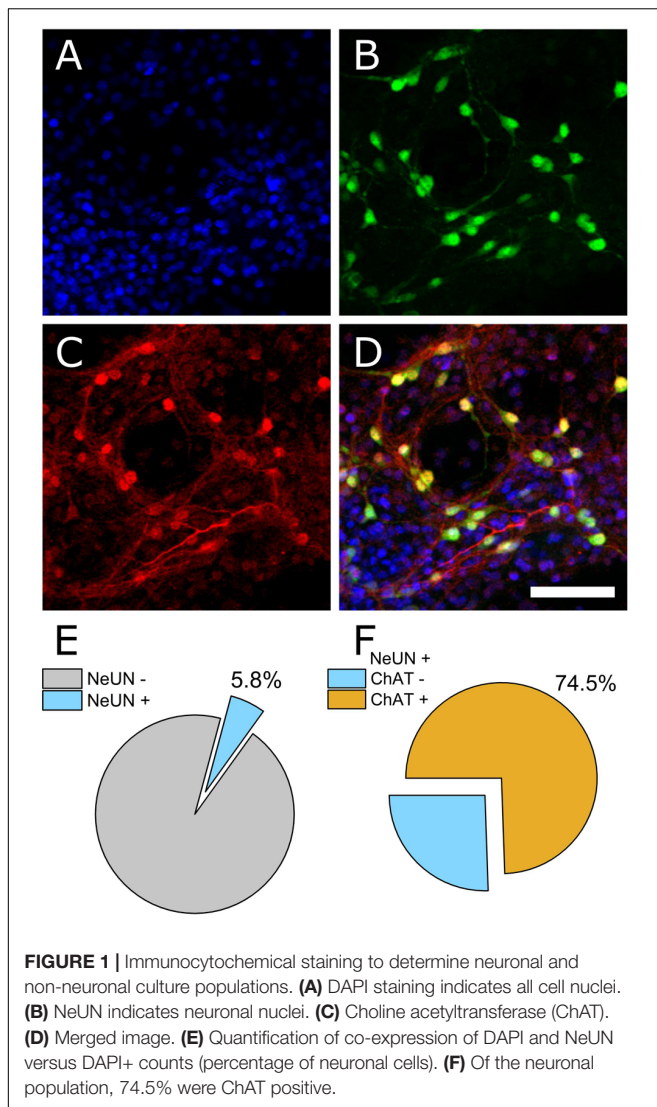 A
B
C
D
E
NeUN -
NeUN +
5.8%
F
NeUN +
ChAT -
ChAT +
74.5%
FIGURE 1 | Immunocytochemical staining to determine neuronal and
non-neuronal culture populations. (A) DAPI staining indicates all cell nuclei.
(B) NeUN indicates neuronal nuclei. (C) Choline acetyltransferase (ChAT).
(D) Merged image. (E) Quantification of co-expression of DAPI and NeUN
versus DAPI+ counts (percentage of neuronal cells). (F) Of the neuronal
population, 74.5% were ChAT positive.